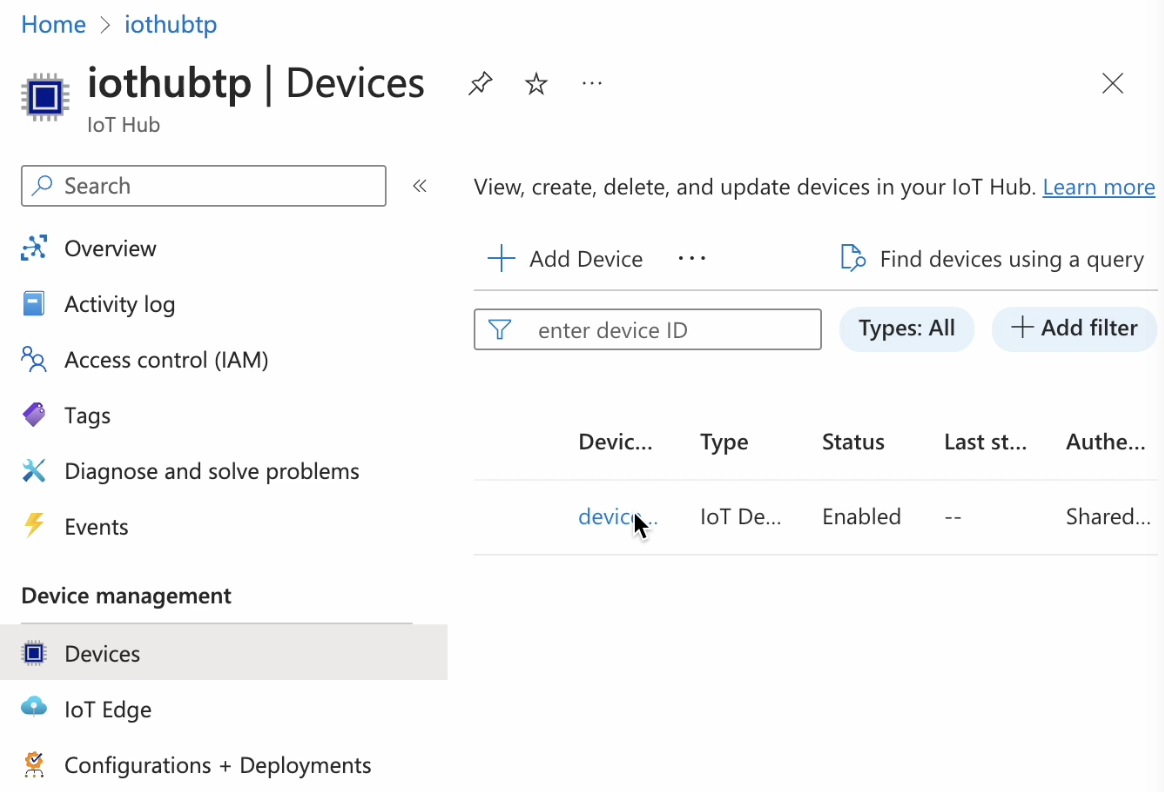 Home > iothubtp
iothubtp | Devices
IoT Hub
Search
«
View, create, delete, and update devices in your IoT Hub. Learn more
Overview
Activity log
Access control (IAM)
Tags
Diagnose and solve problems
Events
Device management
Devices
IoT Edge
Configurations + Deployments
+ Add Device ···
Find devices using a query
enter device ID
Types: All
+ Add filter
Devic... Type Status Last st... Authe...
device... IoT De... Enabled -- Shared...